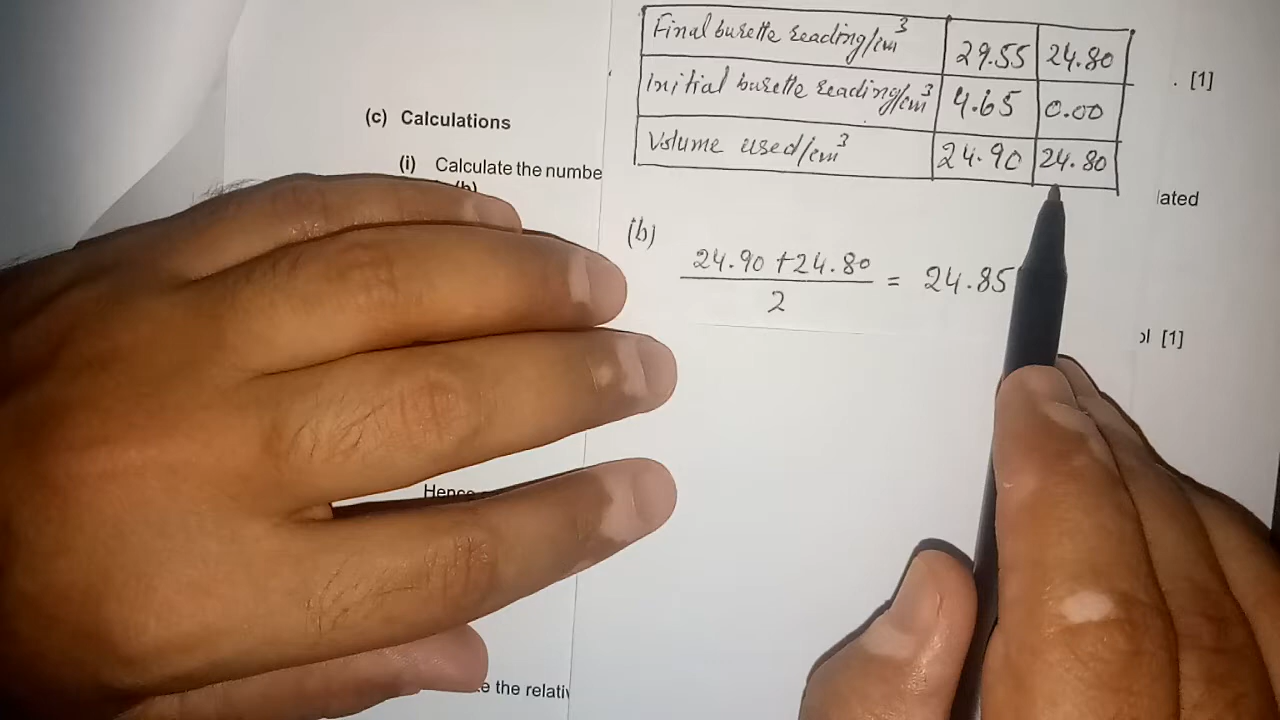 Final burette reading/cm³ 29.55 24.80
[1]
Initial burette reading/cm³ 4.65 0.00
(c) Calculations
Volume used/cm³ 24.90 24.80
(i) Calculate the numbe
(b)
lated
(b)
24.90 + 24.80
= 24.85
2
ol [1]
Hence
e the relativ